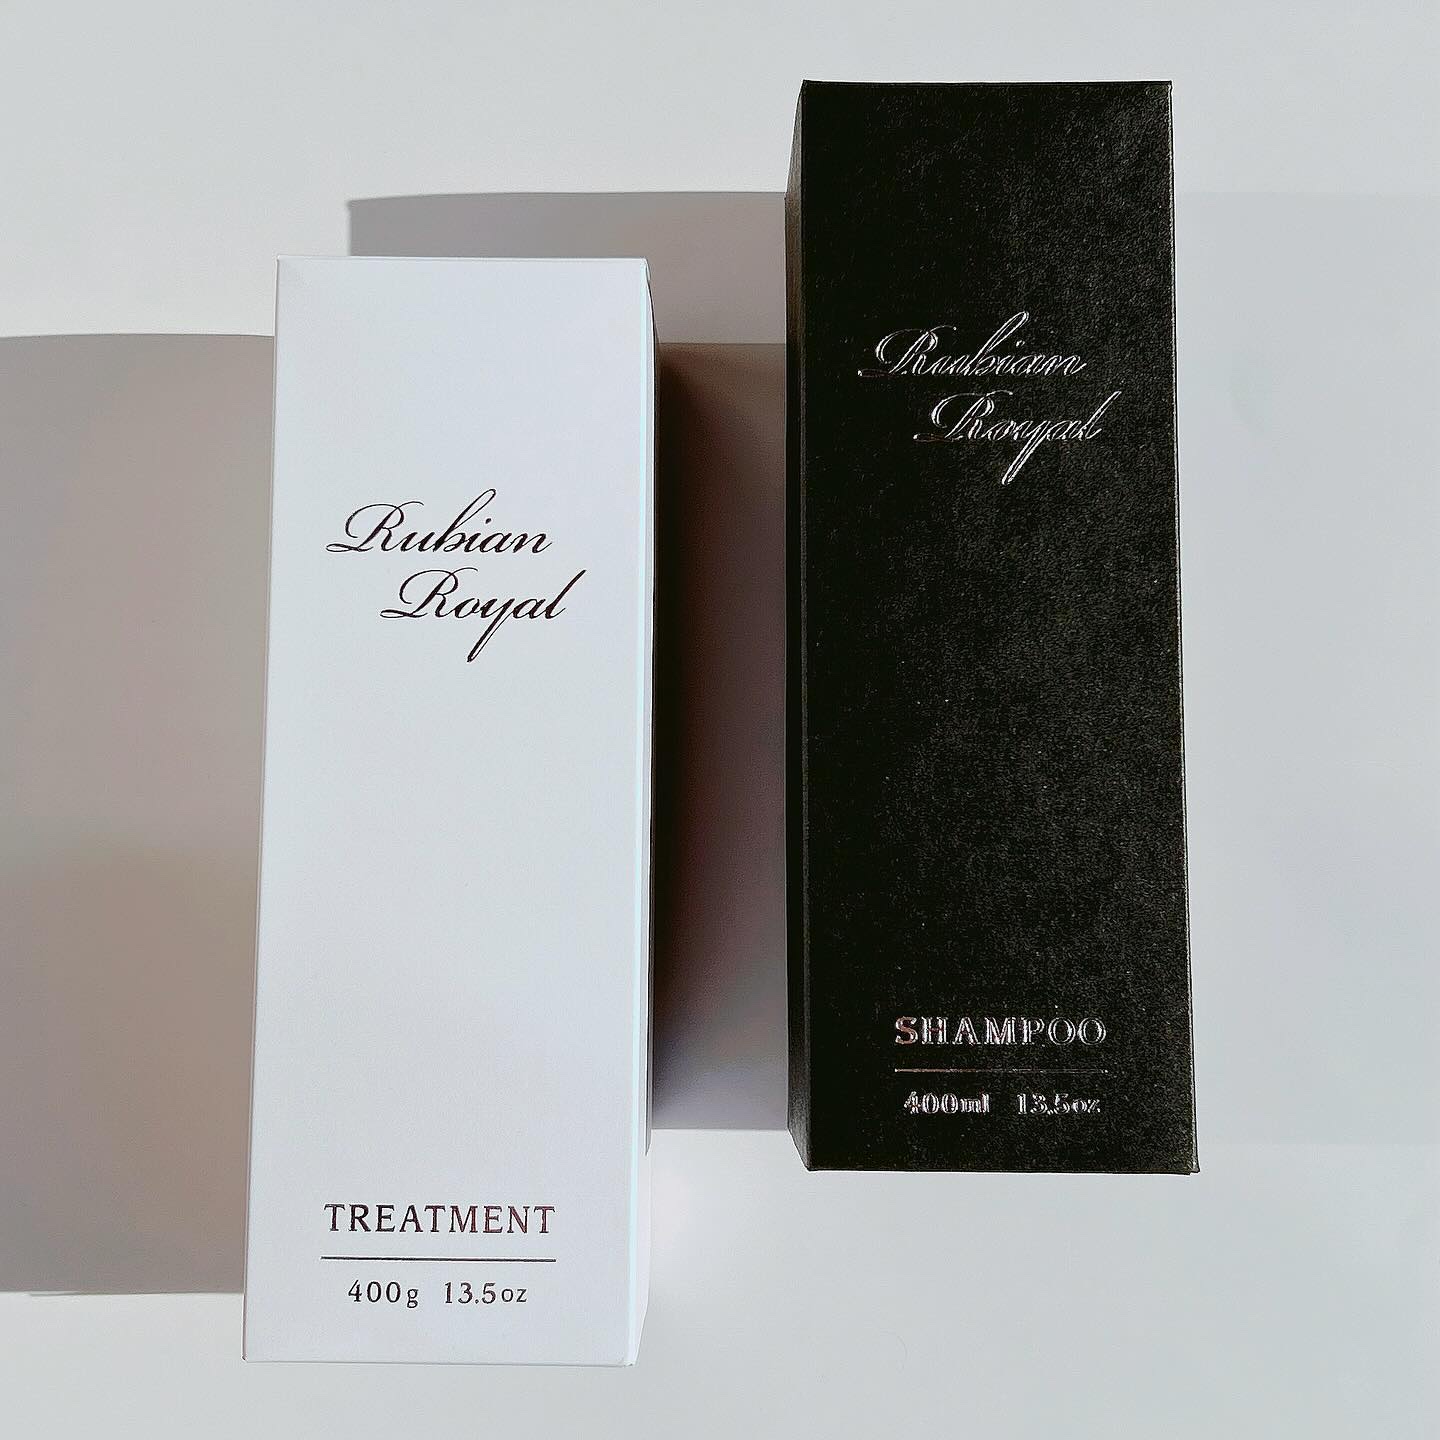 Rubian
Royal
TREATMENT
400g 13.5oz
Rubian
Royal
SHAMPOO
400ml 13.5oz